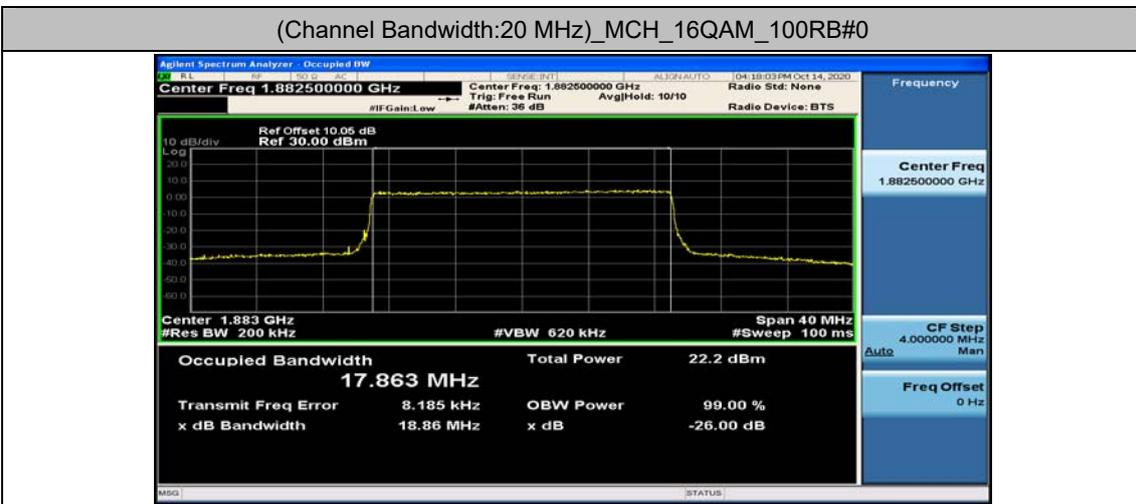 (Channel Bandwidth:20 MHz)_MCH_16QAM_100RB#0
Agilent Spectrum Analyzer - Occupied BW
RL RF 50 Ω AC SENSE:INT ALIGN AUTO 04:18:03 PM Oct 14, 2020
Center Freq 1.882500000 GHz
Center Freq: 1.882500000 GHz
Radio Std: None
Trig: Free Run Avg|Hold: 10/10
#IFGain:Low #Atten: 36 dB Radio Device: BTS
Ref Offset 10.05 dB
10 dB/div Ref 30.00 dBm
Log
20.0
10.0
0.00
-10.0
-20.0
-30.0
-40.0
-50.0
-60.0
Center 1.883 GHz Span 40 MHz
#Res BW 200 kHz #VBW 620 kHz #Sweep 100 ms
Occupied Bandwidth Total Power 22.2 dBm
17.863 MHz
Transmit Freq Error 8.185 kHz OBW Power 99.00 %
x dB Bandwidth 18.86 MHz x dB -26.00 dB
MSG STATUS
Frequency
Center Freq
1.882500000 GHz
CF Step
4.000000 MHz
Auto Man
Freq Offset
0 Hz